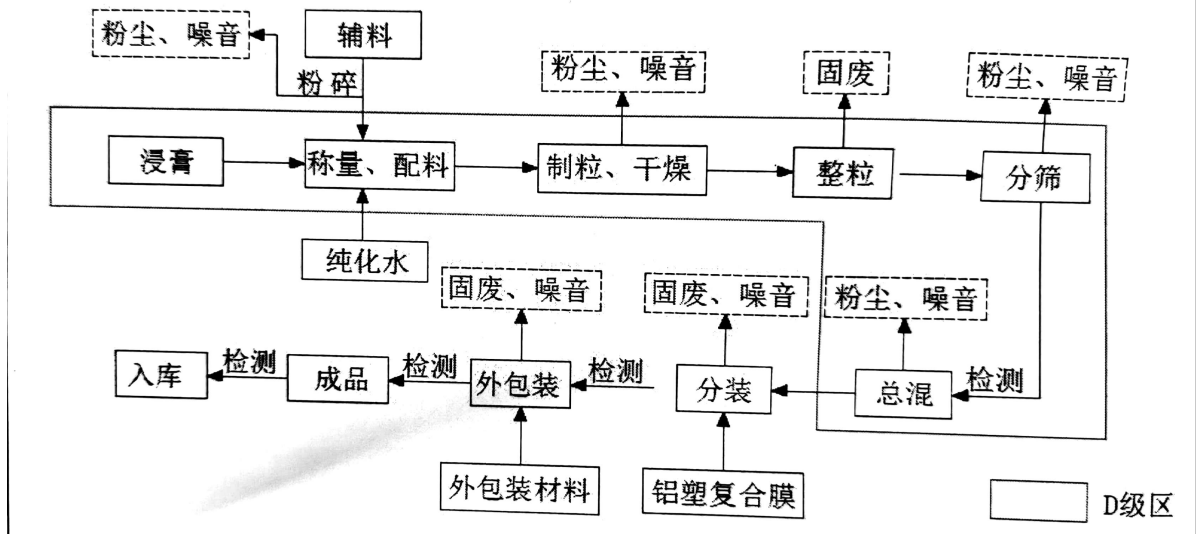 粉尘、噪音
辅料
粉碎
粉尘、噪音
固废
粉尘、噪音
浸膏
称量、配料
制粒、干燥
整粒
分筛
纯化水
固废、噪音
固废、噪音
粉尘、噪音
入库
检测
成品
检测
外包装
检测
分装
总混
检测
外包装材料
铝塑复合膜
D级区